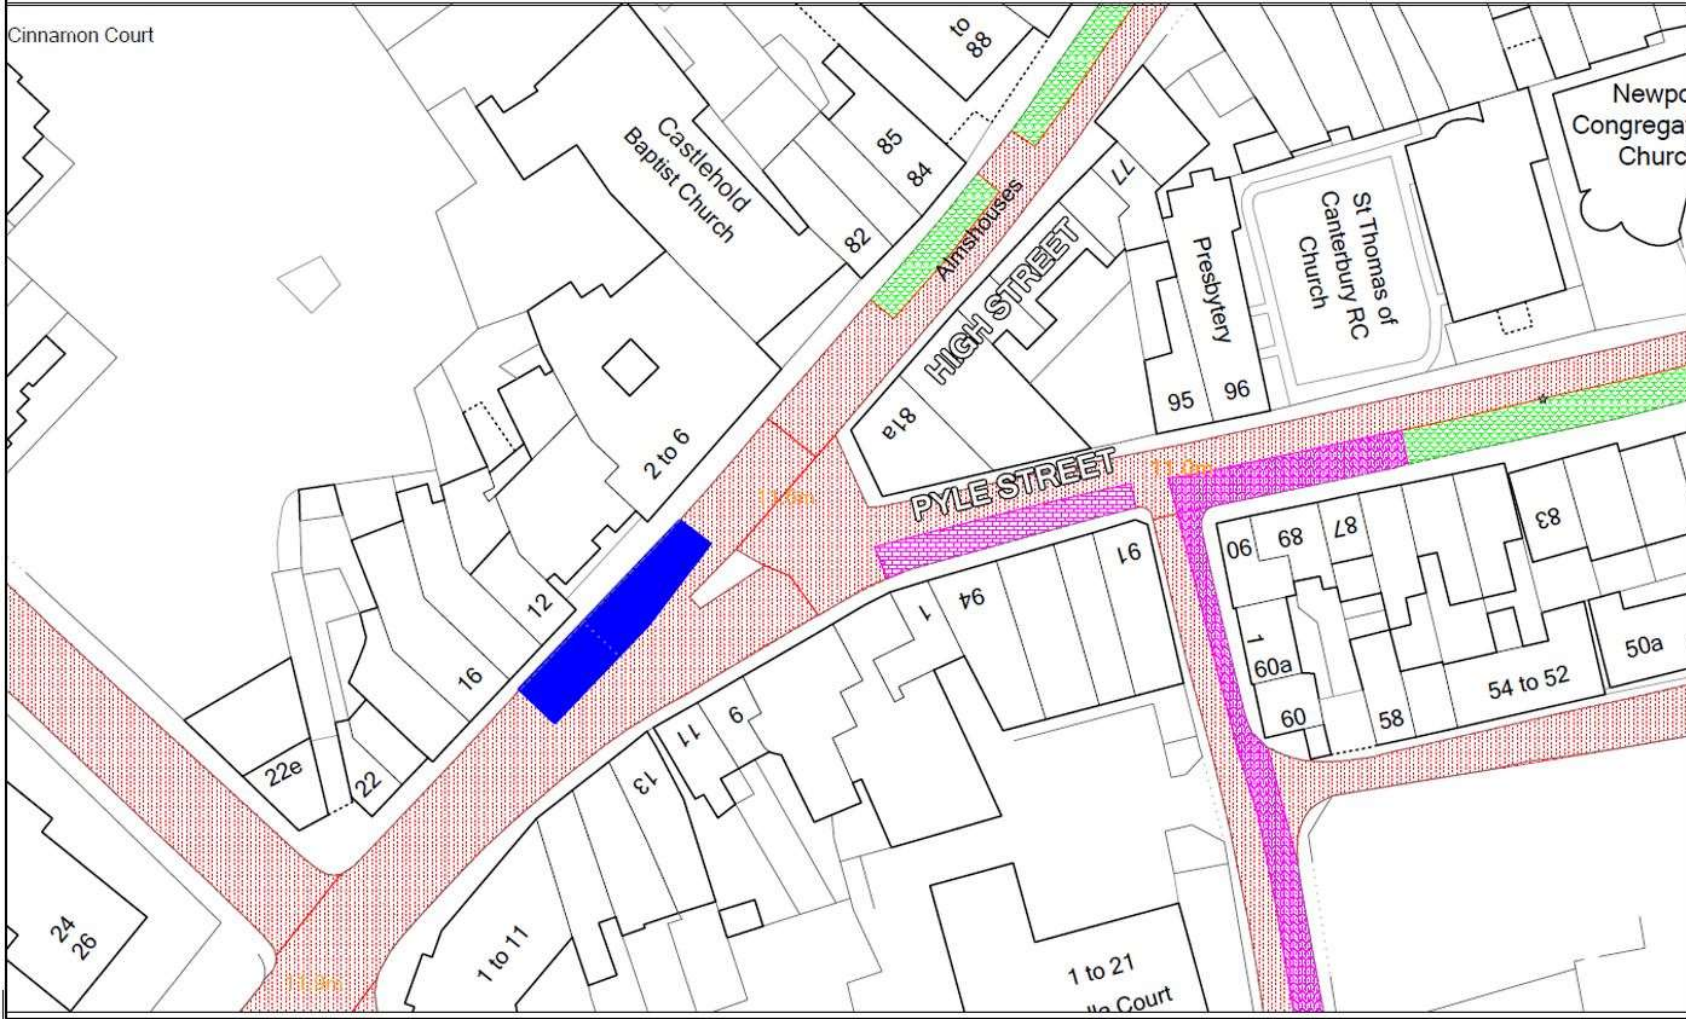 Cinnamon Court
to
88
Newpo
Congregat
Churc
Castlehold
Baptist Church
85
84
82
77
Almshouses
HIGH STREET
Presbytery
St Thomas of
Canterbury RC
Church
95
96
81a
2 to 6
PYLE STREET
12
16
22e
22
24
26
91
94
1
90
89
87
83
1
60a
60
58
54 to 52
50a
9
11
13
1 to 11
1 to 21
Court